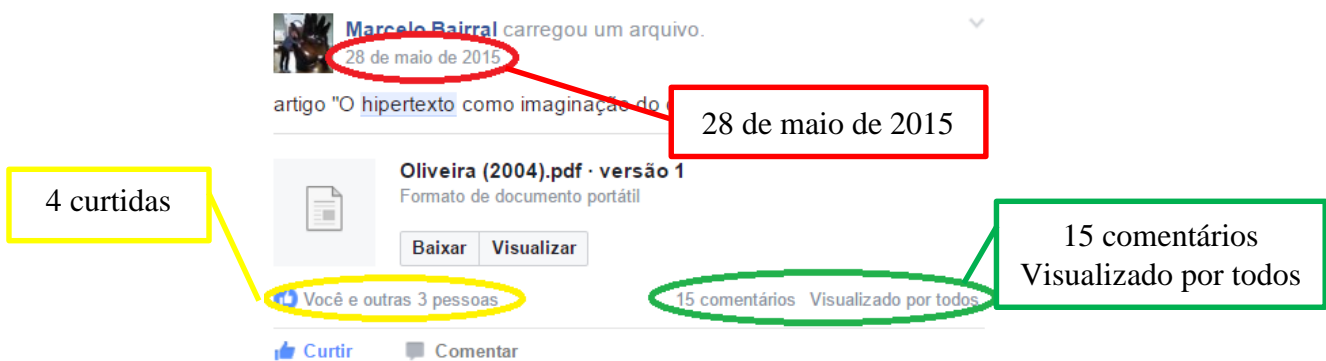 Marcelo Bairral carregou um arquivo.
28 de maio de 2015
artigo "O hipertexto como imaginação do
28 de maio de 2015
Oliveira (2004).pdf · versão 1
Formato de documento portátil
4 curtidas
Baixar Visualizar
15 comentários
Visualizado por todos
Você e outras 3 pessoas
15 comentários Visualizado por todos
Curtir Comentar